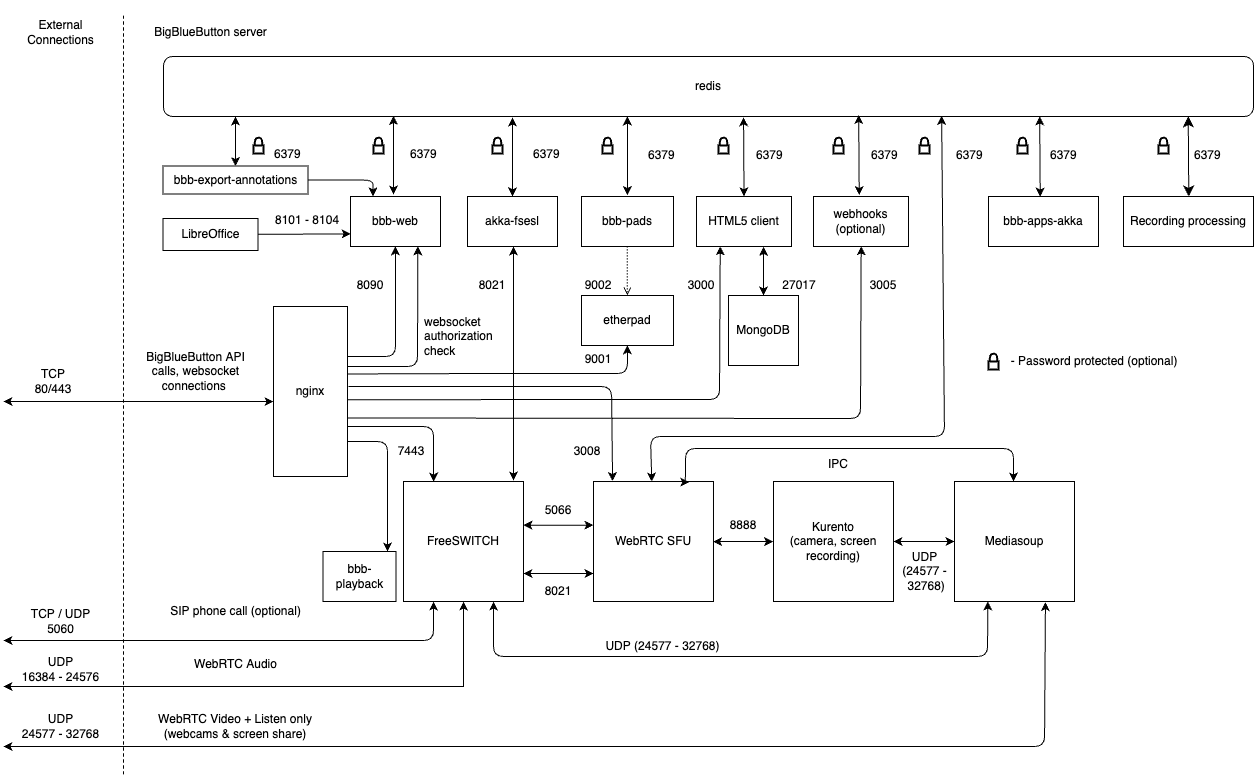 External
Connections
BigBlueButton server
redis
6379
6379
6379
6379
6379
6379
6379
6379
6379
bbb-export-annotations
bbb-web
akka-fsesl
bbb-pads
HTML5 client
webhooks
(optional)
bbb-apps-akka
Recording processing
LibreOffice
8101 - 8104
8090
8021
9002
3000
27017
3005
websocket
authorization
check
etherpad
MongoDB
9001
BigBlueButton API
calls, websocket
connections
TCP
80/443
nginx
- Password protected (optional)
7443
3008
IPC
FreeSWITCH
5066
8021
WebRTC SFU
8888
Kurento
(camera, screen
recording)
UDP
(24577 -
32768)
Mediasoup
bbb-
playback
TCP / UDP
5060
SIP phone call (optional)
UDP (24577 - 32768)
UDP
16384 - 24576
WebRTC Audio
UDP
24577 - 32768
WebRTC Video + Listen only
(webcams & screen share)